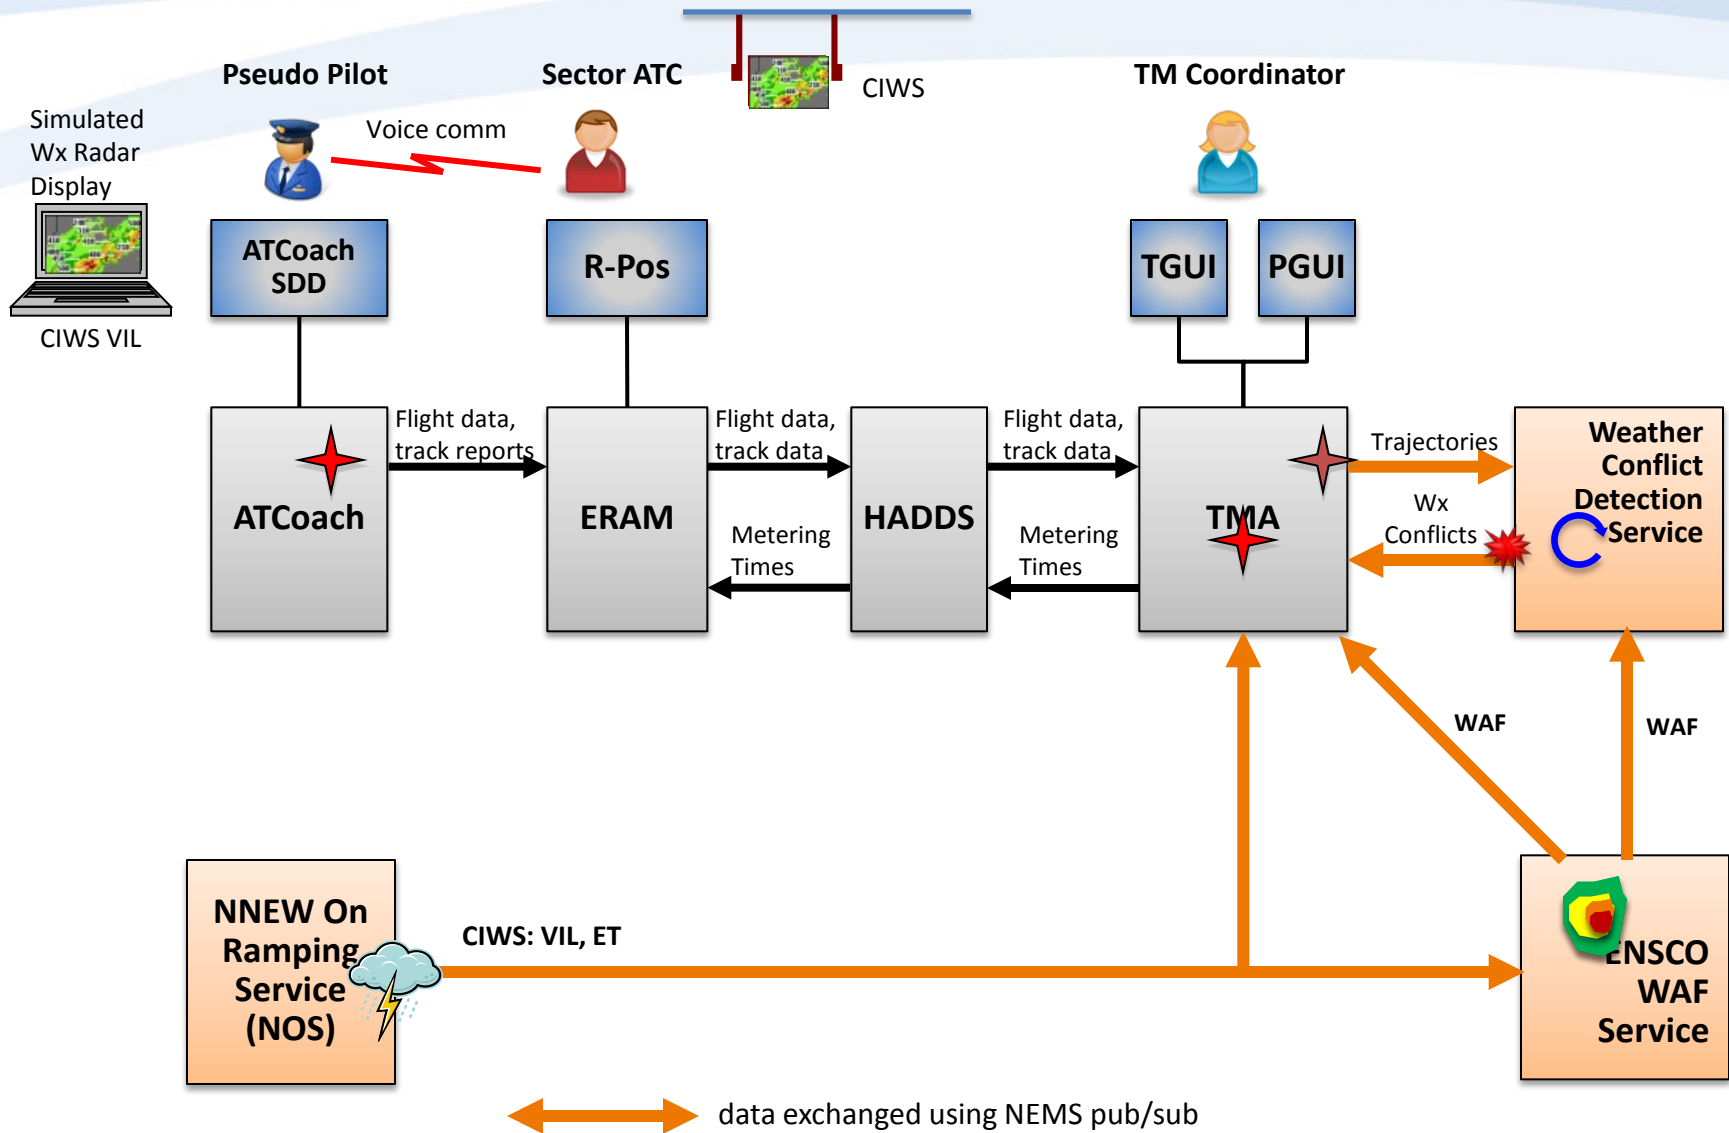 Pseudo Pilot
Sector ATC
CIWS
TM Coordinator
Simulated
Wx Radar
Display
CIWS VIL
Voice comm
ATCoach
SDD
R-Pos
TGUI
PGUI
ATCoach
Flight data,
track reports
ERAM
Flight data,
track data
Metering
Times
HADDS
Flight data,
track data
Metering
Times
TMA
Trajectories
Wx
Conflicts
Weather
Conflict
Detection
Service
WAF
WAF
NNEW On
Ramping
Service
(NOS)
CIWS: VIL, ET
ENSCO
WAF
Service
data exchanged using NEMS pub/sub